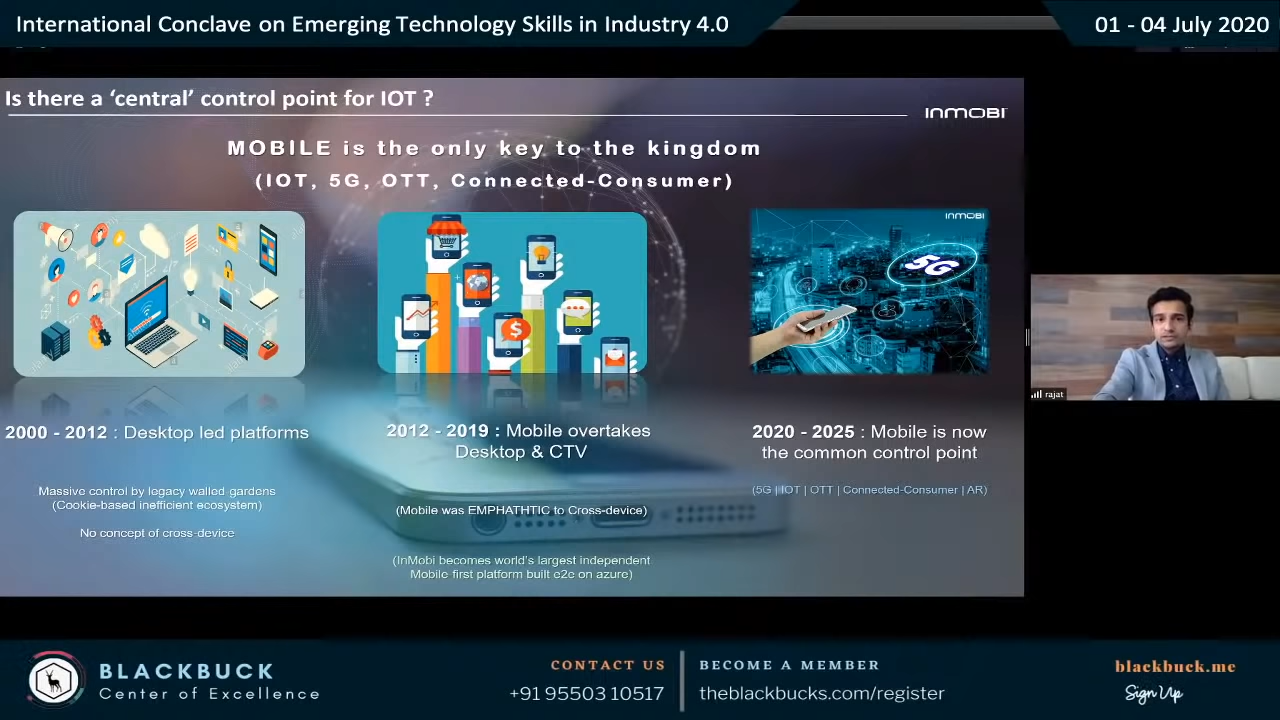 International Conclave on Emerging Technology Skills in Industry 4.0
01 - 04 July 2020
Is there a ‘central’ control point for IOT ?
INMOBI
MOBILE is the only key to the kingdom
(IOT, 5G, OTT, Connected-Consumer)
INMOBI
5G
$
rajat
2000 - 2012 : Desktop led platforms
Massive control by legacy walled gardens
(Cookie-based inefficient ecosystem)
No concept of cross-device
2012 - 2019 : Mobile overtakes
Desktop & CTV
(Mobile was EMPHATHTIC to Cross-device)
(InMobi becomes world's largest independent
Mobile-first platform built e2e on azure)
2020 - 2025 : Mobile is now
the common control point
(5G | IOT | OTT | Connected-Consumer | AR)
BLACKBUCK
Center of Excellence
CONTACT US
+91 95503 10517
BECOME A MEMBER
theblackbucks.com/register
blackbuck.me
Sign Up